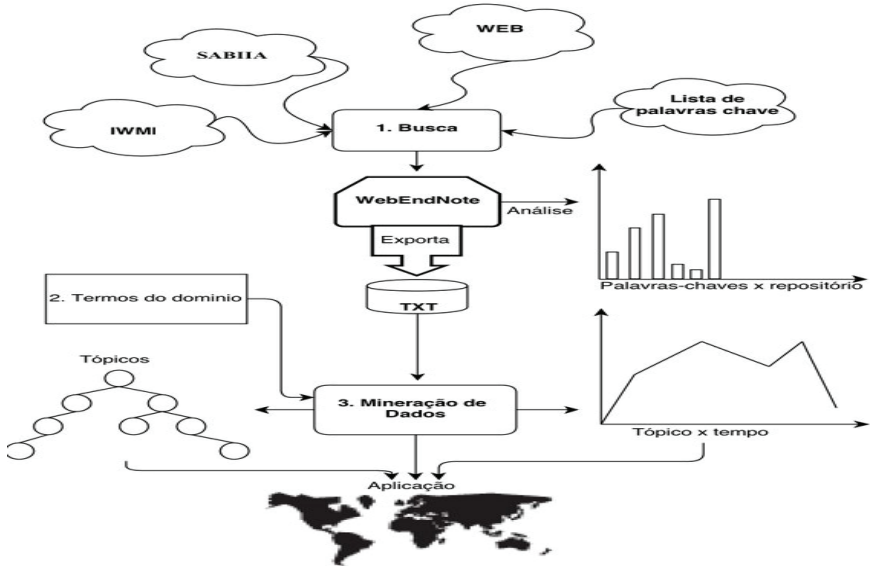 WEB
SABIIA
IWMI
Lista de
palavras chave
1. Busca
WebEndNote
Análise
Exporta
Palavras-chaves x repositório
2. Termos do dominio
TXT
Tópicos
3. Mineração de
Dados
Tópico x tempo
Aplicação